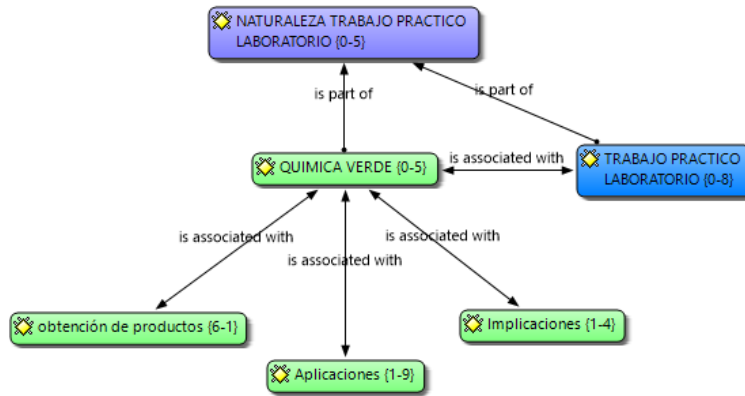 NATURALEZA TRABAJO PRACTICO
LABORATORIO {0-5}
is part of
is part of
QUIMICA VERDE {0-5}
is associated with
TRABAJO PRACTICO
LABORATORIO {0-8}
is associated with
is associated with
is associated with
obtención de productos {6-1}
Implicaciones {1-4}
Aplicaciones {1-9}